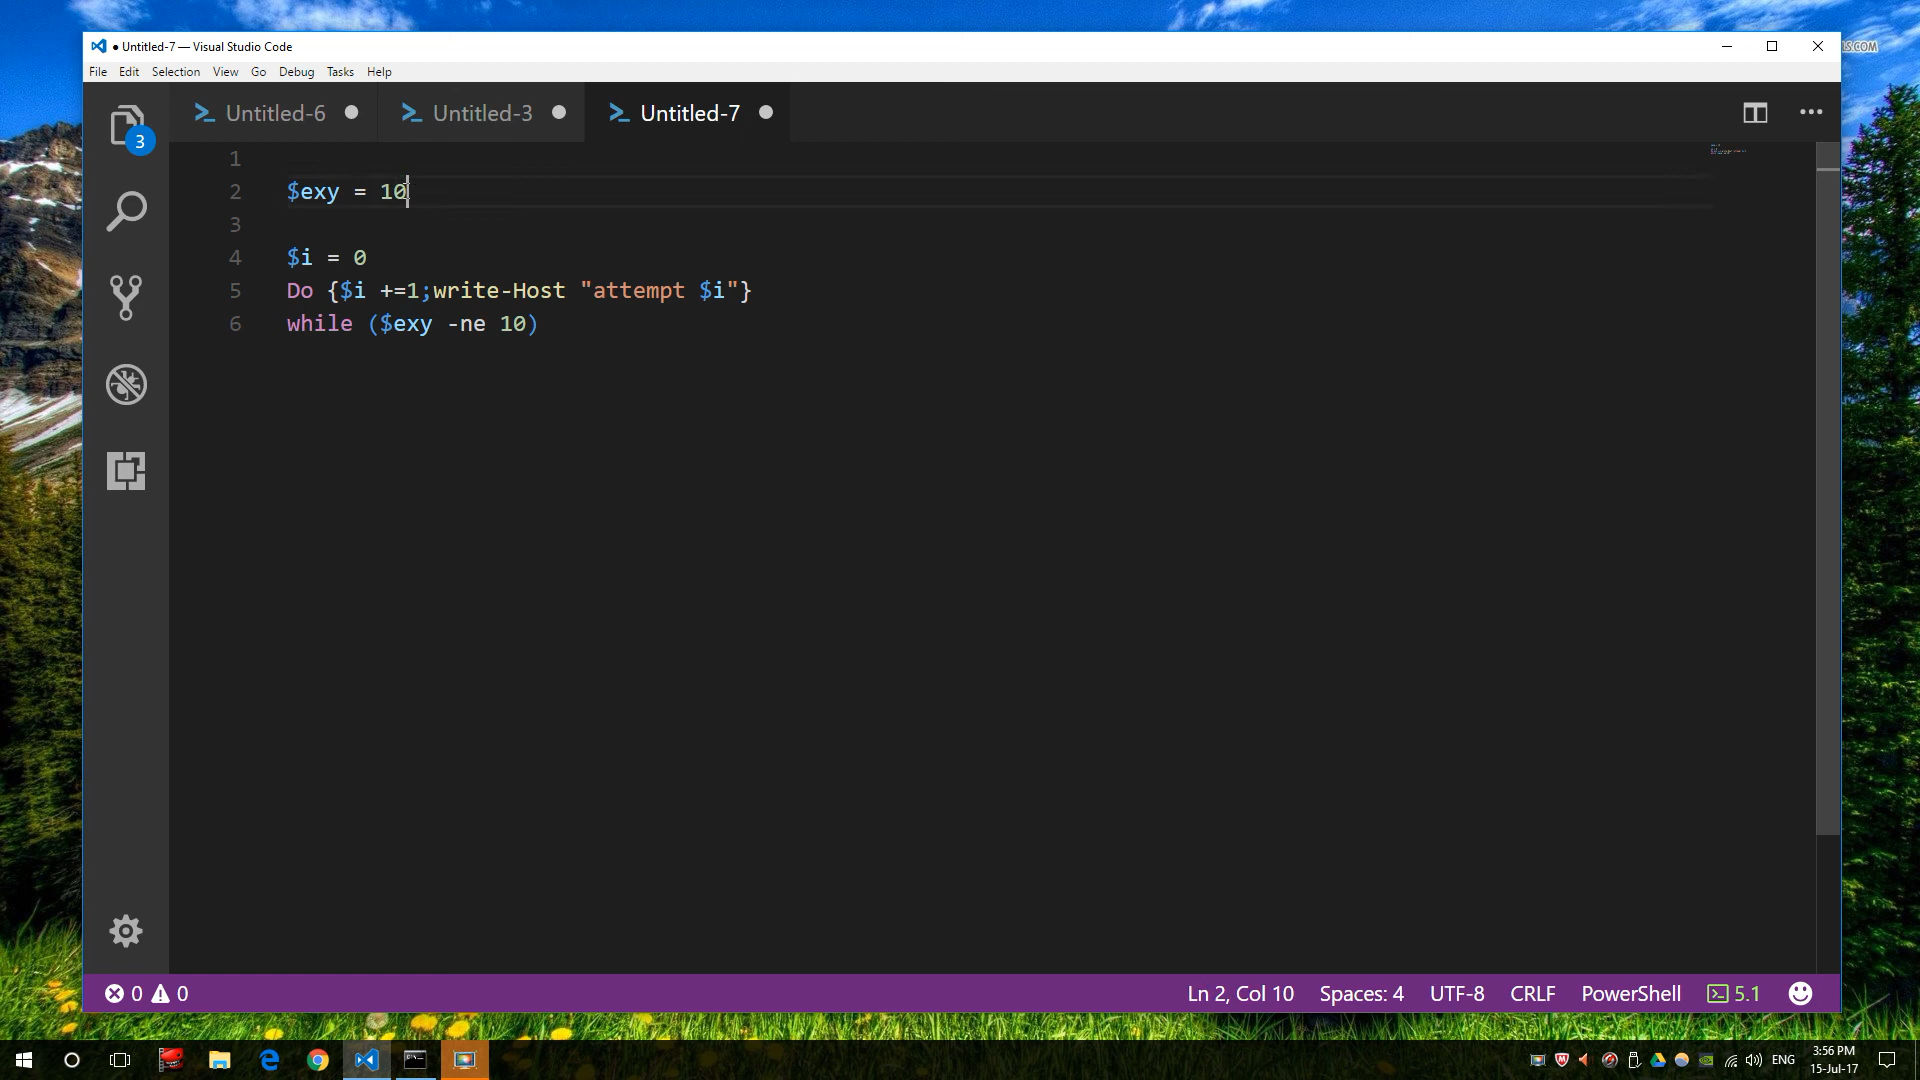 LS.COM
● Untitled-7 — Visual Studio Code
File Edit Selection View Go Debug Tasks Help
3
Untitled-6 ● Untitled-3 ● Untitled-7 ●
1
2 $exy = 10
3
4 $i = 0
5 Do {$i +=1;write-Host "attempt $i"}
6 while ($exy -ne 10)
0 0 Ln 2, Col 10 Spaces: 4 UTF-8 CRLF PowerShell 5.1
ENG 3:56 PM
15-Jul-17